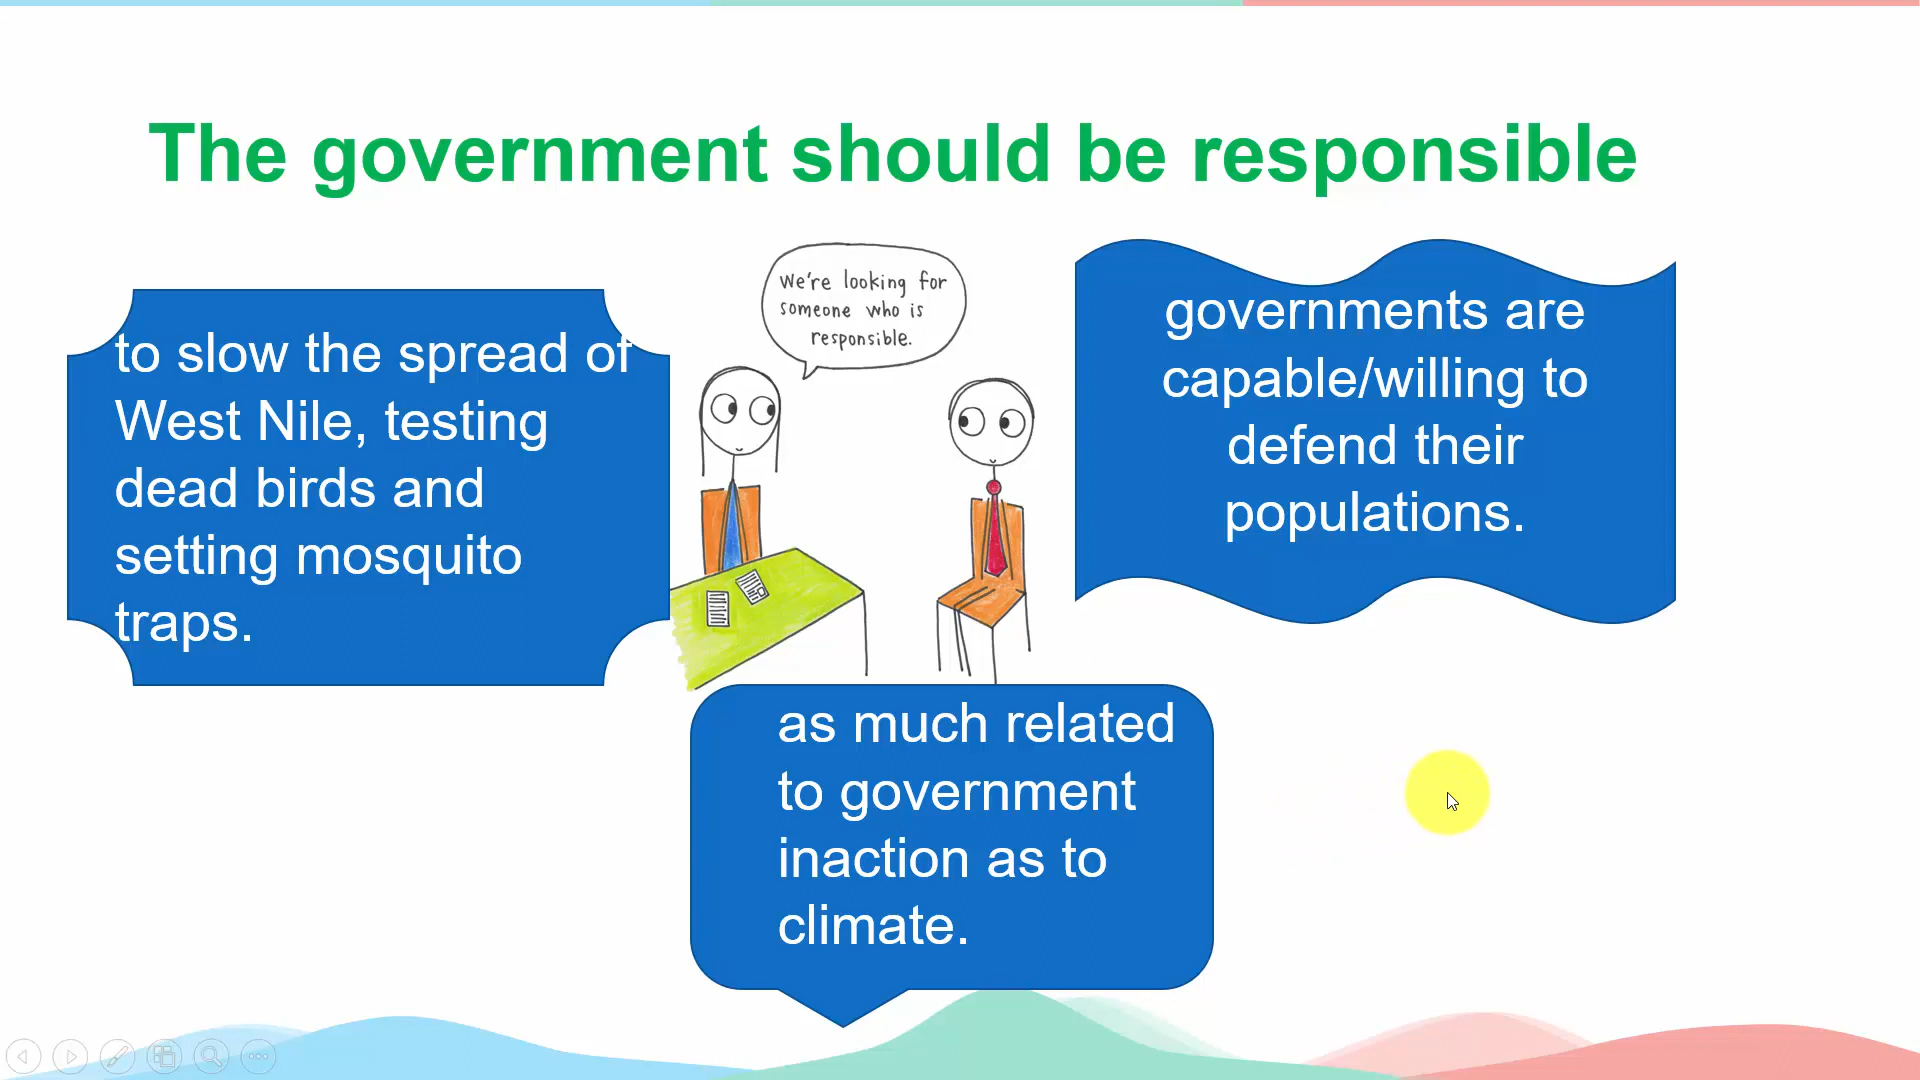 The government should be responsible
to slow the spread of
West Nile, testing
dead birds and
setting mosquito
traps.
We're looking for
someone who is
responsible.
governments are
capable/willing to
defend their
populations.
as much related
to government
inaction as to
climate.